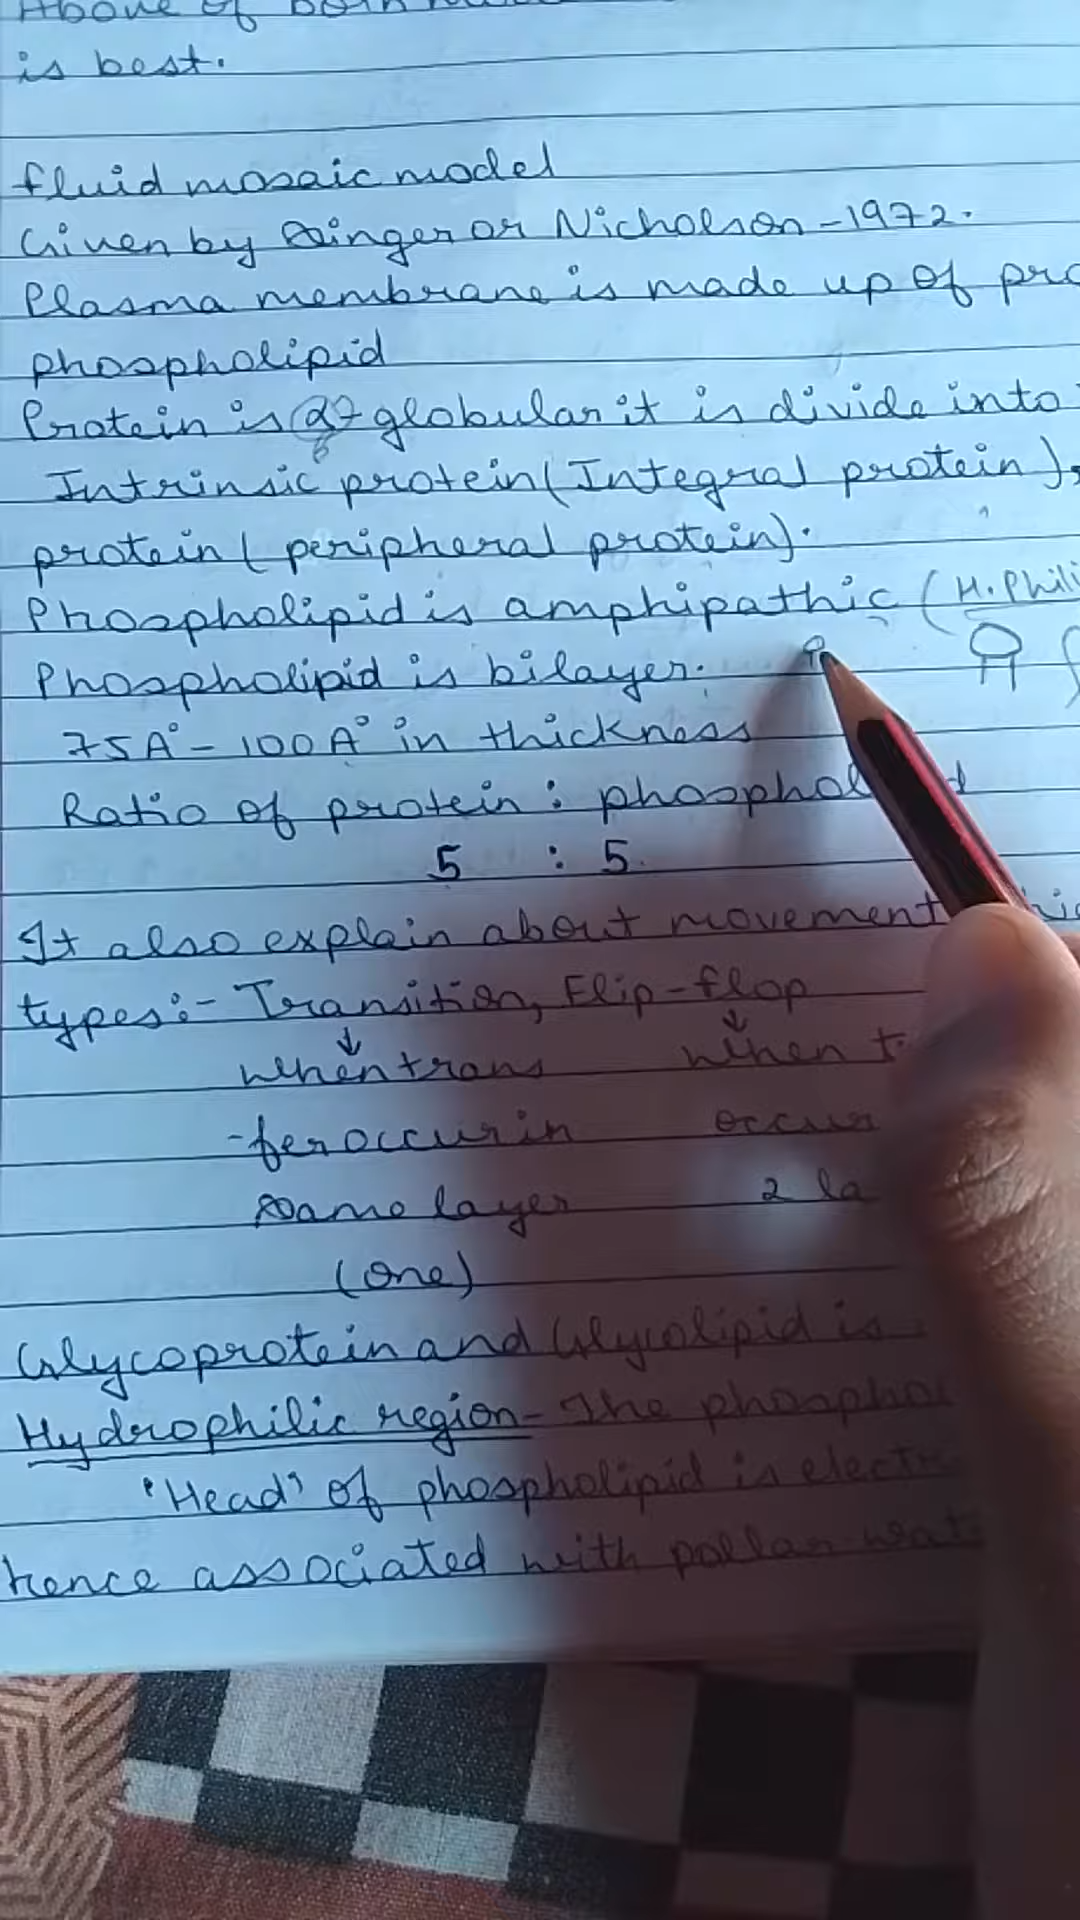 Above of both
is best.
fluid mosaic model
Given by Singer or Nicholson - 1972.
Plasma membrane is made up of pro
phospholipid
Protein is globular it is divide into
Intrinsic protein (Integral protein),
protein ( peripheral protein).
Phospholipid is amphipathic ( H. Phili
Phospholipid is bilayer.
75A° - 100A° in thickness
Ratio of protein : phosphol d
5 : 5
It also explain about movement
types:- Transition, Flip-flop
↓ ↓
When trans When t
-fer occur in occur
same layer 2 la
(One)
Glycoprotein and Glycolipid is
Hydrophilic region - The phosphol
'Head' of phospholipid is electr
hence associated with pollar wat